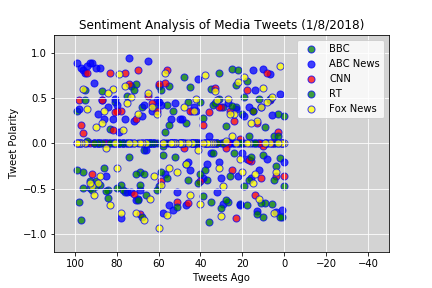 Sentiment Analysis of Media Tweets (1/8/2018)
BBC
ABC News
CNN
RT
Fox News
1.0
0.5
0.0
−0.5
−1.0
Tweet Polarity
100 80 60 40 20 0 −20 −40
Tweets Ago